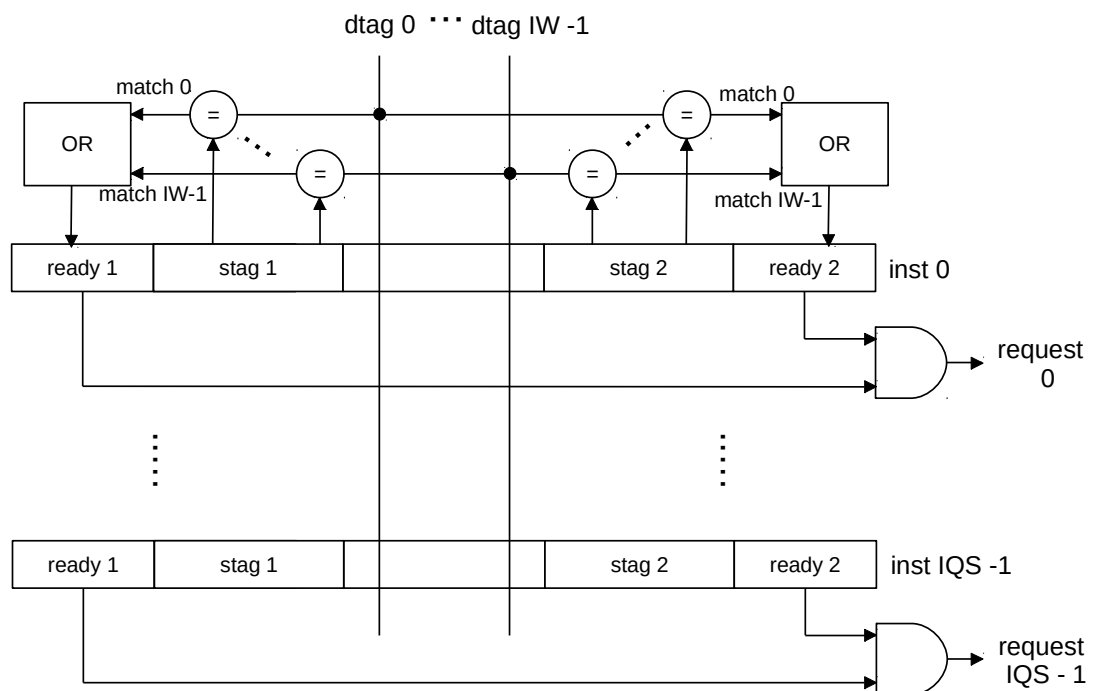 dtag 0 ... dtag IW -1
match 0
=
=
match 0
OR
OR
match IW-1
=
=
match IW-1
ready 1
stag 1
stag 2
ready 2
inst 0
request
0
ready 1
stag 1
stag 2
ready 2
inst IQS -1
request
IQS - 1